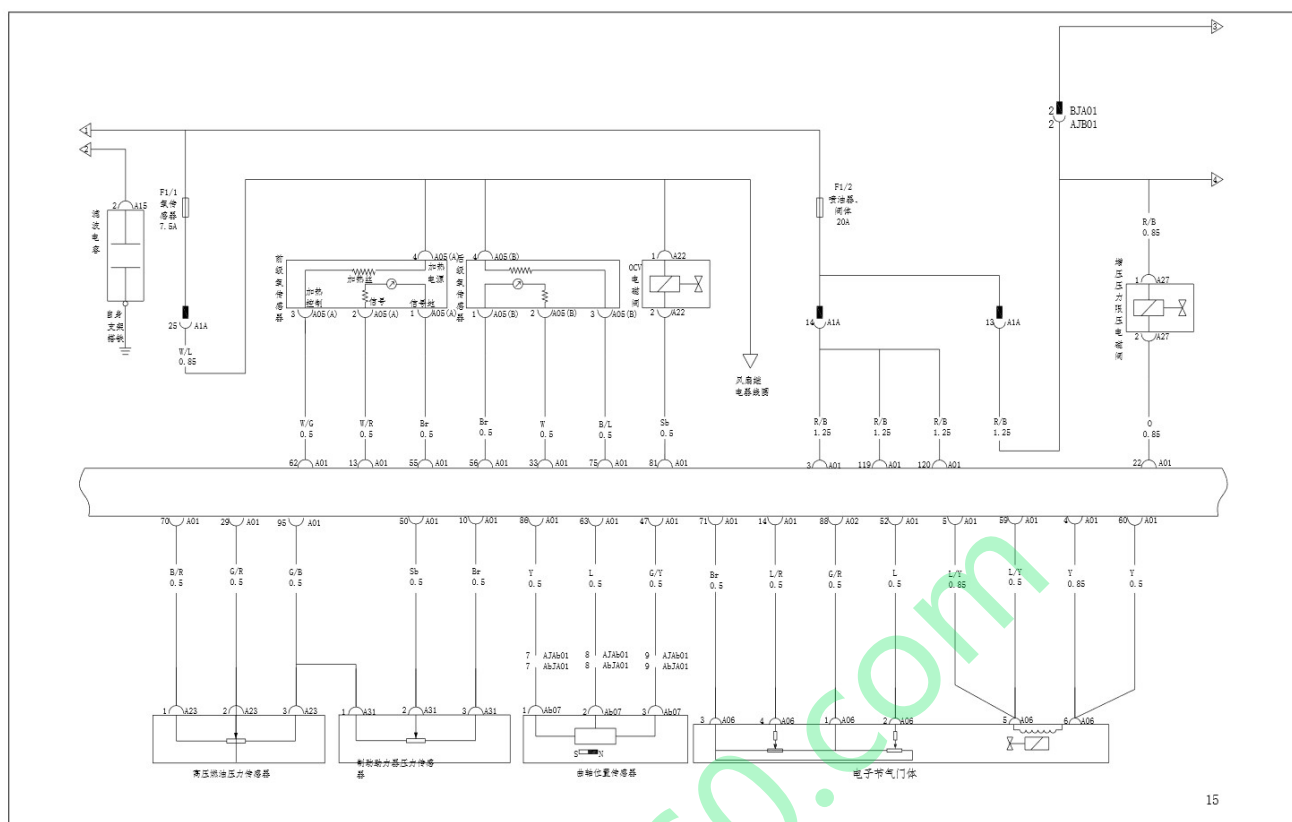 3
2 BJA01
2 AJB01
1
2
4
F1/1
氧传
感器
7.5A
F1/2
喷油器、
阀体
20A
2 A15
滤波电容
自身
支架
搭铁
25 A1A
W/L
0.85
前级氧传感器
4 A05(A)
加热丝
加热
电源
加热
控制
信号
信号地
3 A05(A)
2 A05(A)
1 A05(A)
后级氧传感器
4 A05(B)
1 A05(B)
2 A05(B)
3 A05(B)
OCV电磁阀
1 A22
2 A22
风扇继
电器线圈
14 A1A
13 A1A
R/B
0.85
增压压力限压电磁阀
1 A27
2 A27
W/G
0.5
W/R
0.5
Br
0.5
Br
0.5
W
0.5
B/L
0.5
Sb
0.5
R/B
1.25
R/B
1.25
R/B
1.25
R/B
1.25
O
0.85
62 A01
13 A01
55 A01
56 A01
33 A01
75 A01
81 A01
3 A01
119 A01
120 A01
22 A01
70 A01
29 A01
95 A01
50 A01
10 A01
86 A01
63 A01
47 A01
71 A01
14 A01
88 A02
52 A01
5 A01
59 A01
4 A01
60 A01
B/R
0.5
G/R
0.5
G/B
0.5
Sb
0.5
Br
0.5
Y
0.5
L
0.5
G/Y
0.5
Br
0.5
L/R
0.5
G/R
0.5
L
0.5
L/Y
0.85
L/Y
0.5
Y
0.85
Y
0.5
7 AJAb01
7 AbJA01
8 AJAb01
8 AbJA01
9 AJAb01
9 AbJA01
1 A23
2 A23
3 A23
1 A31
2 A31
3 A31
1 Ab07
2 Ab07
3 Ab07
3 A06
4 A06
1 A06
2 A06
5 A06
6 A06
S N
高压燃油压力传感器
制动助力器压力传感
器
曲轴位置传感器
电子节气门体
15